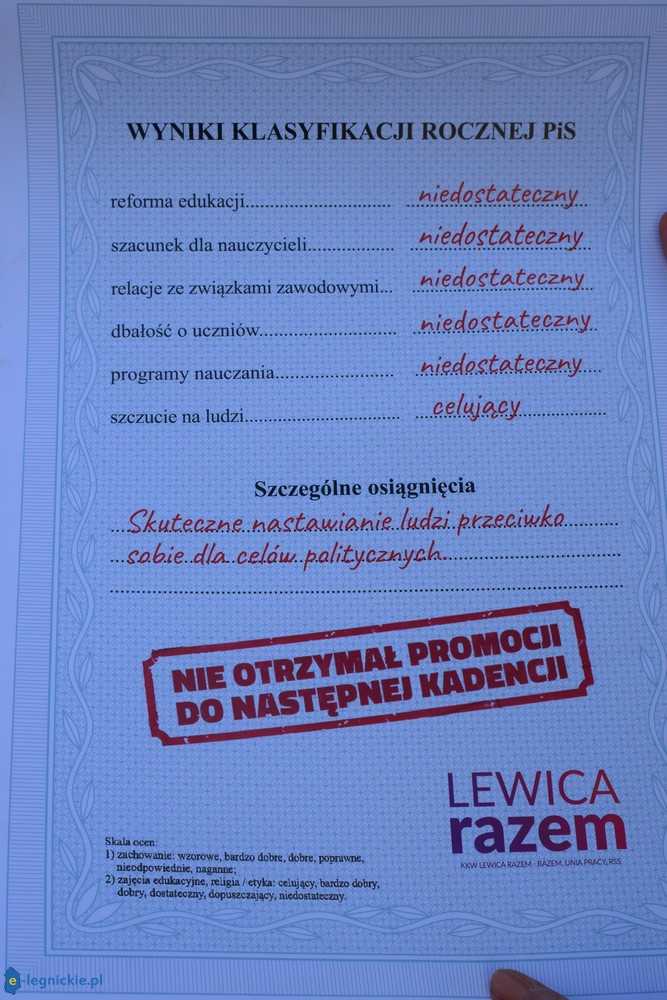 WYNIKI KLASYFIKACJI ROCZNEJ PiS
reforma edukacji.............................. niedostateczny
szacunek dla nauczycieli.................. niedostateczny
relacje ze związkami zawodowymi... niedostateczny
dbałość o uczniów............................ niedostateczny
programy nauczania......................... niedostateczny
szczucie na ludzi................................ celujący
Szczególne osiągnięcia
Skuteczne nastawianie ludzi przeciwko
sobie dla celów politycznych.
NIE OTRZYMAŁ PROMOCJI
DO NASTĘPNEJ KADENCJI
LEWICA
razem
KKW LEWICA RAZEM - RAZEM, UNIA PRACY, RSS
Skala ocen:
1) zachowanie: wzorowe, bardzo dobre, dobre, poprawne,
nieodpowiednie, naganne;
2) zajęcia edukacyjne, religia / etyka: celujący, bardzo dobry,
dobry, dostateczny, dopuszczający, niedostateczny.
e-legnickie.pl